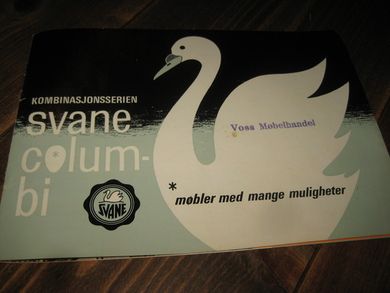 KOMBINASJONSSERIEN
svane
colum-
bi
Voss Møbelhandel
SVANE
*møbler med mange muligheter